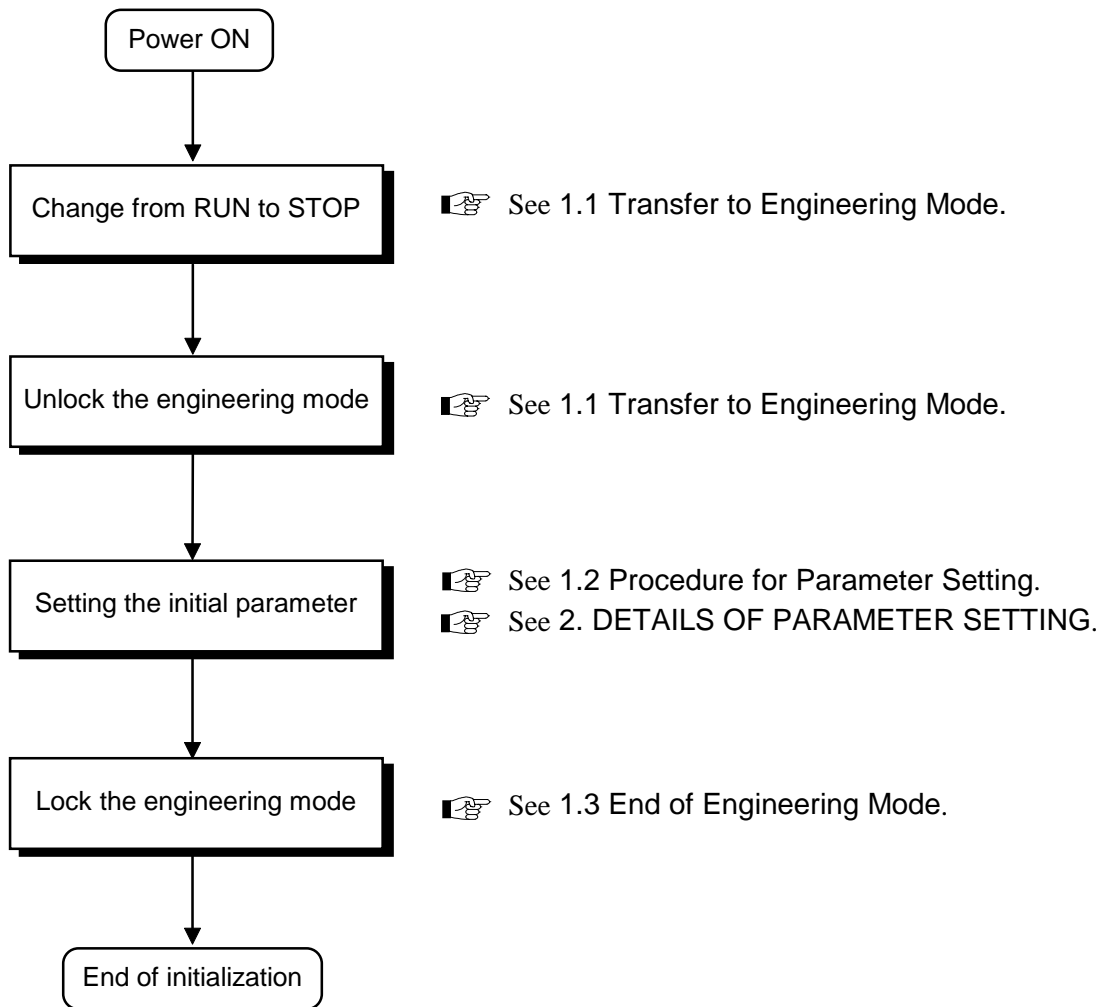 Power ON
Change from RUN to STOP
See 1.1 Transfer to Engineering Mode.
Unlock the engineering mode
See 1.1 Transfer to Engineering Mode.
Setting the initial parameter
See 1.2 Procedure for Parameter Setting.
See 2. DETAILS OF PARAMETER SETTING.
Lock the engineering mode
See 1.3 End of Engineering Mode.
End of initialization